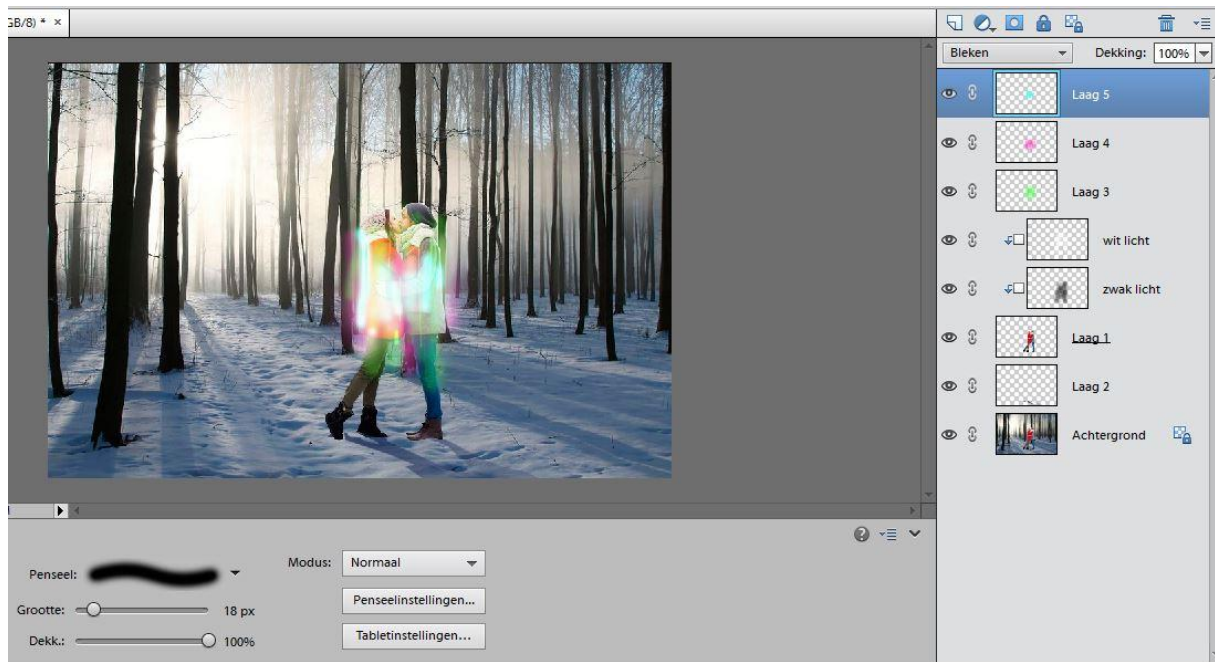 GB/8) * ×
Bleken Dekking: 100%
Laag 5
Laag 4
Laag 3
wit licht
zwak licht
Laag 1
Laag 2
Achtergrond
Penseel:
Modus: Normaal
Grootte: 18 px
Penseelinstellingen...
Dekk.: 100%
Tabletinstellingen...